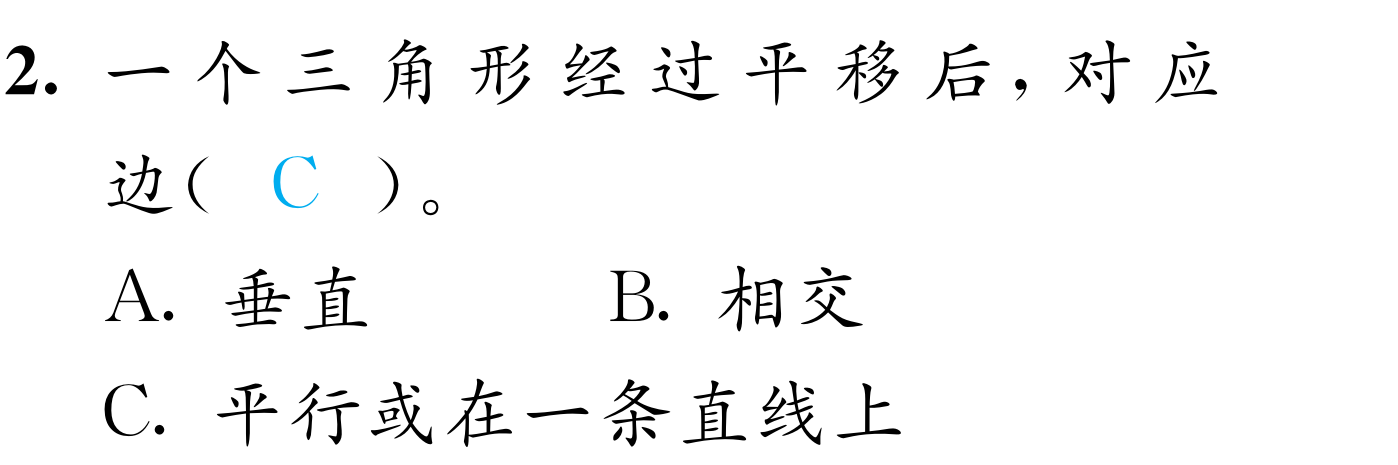 2. 一个三角形经过平移后，对应
边( C )。
A. 垂直 B. 相交
C. 平行或在一条直线上